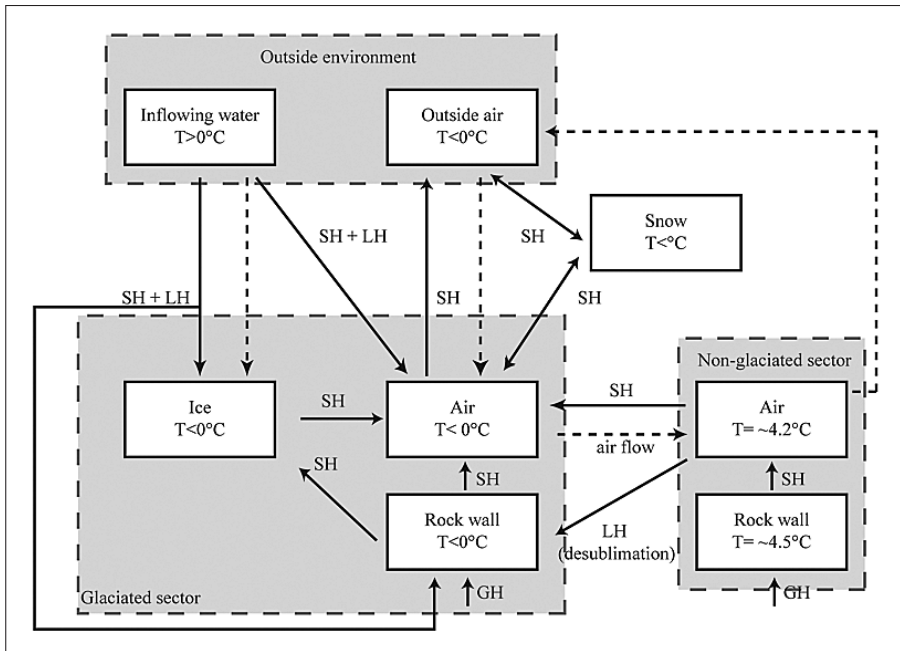 Outside environment
Inflowing water
T>0°C
Outside air
T<0°C
SH + LH
SH
Snow
T<°C
SH + LH
SH
SH
Non-glaciated sector
Ice
T<0°C
SH
Air
T< 0°C
SH
air flow
Air
T= ~4.2°C
SH
SH
SH
Rock wall
T<0°C
LH
(desublimation)
Rock wall
T= ~4.5°C
Glaciated sector
GH
GH